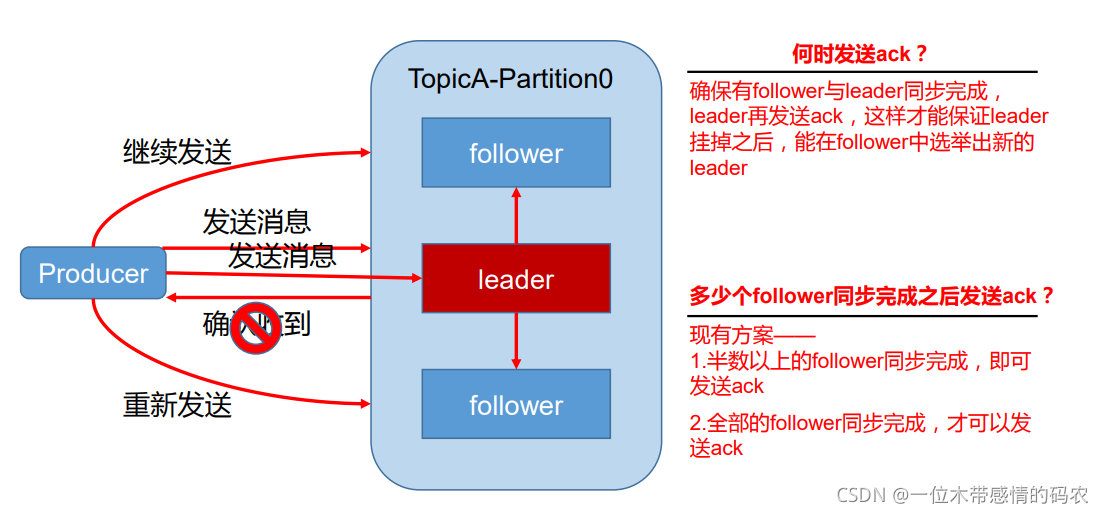 TopicA-Partition0
follower
继续发送
发送消息
发送消息
Producer
leader
确认收到
重新发送
follower
何时发送ack？
确保有follower与leader同步完成，
leader再发送ack，这样才能保证leader
挂掉之后，能在follower中选举出新的
leader
多少个follower同步完成之后发送ack？
现有方案——
1.半数以上的follower同步完成，即可
发送ack
2.全部的follower同步完成，才可以发
送ack
CSDN @一位木带感情的码农